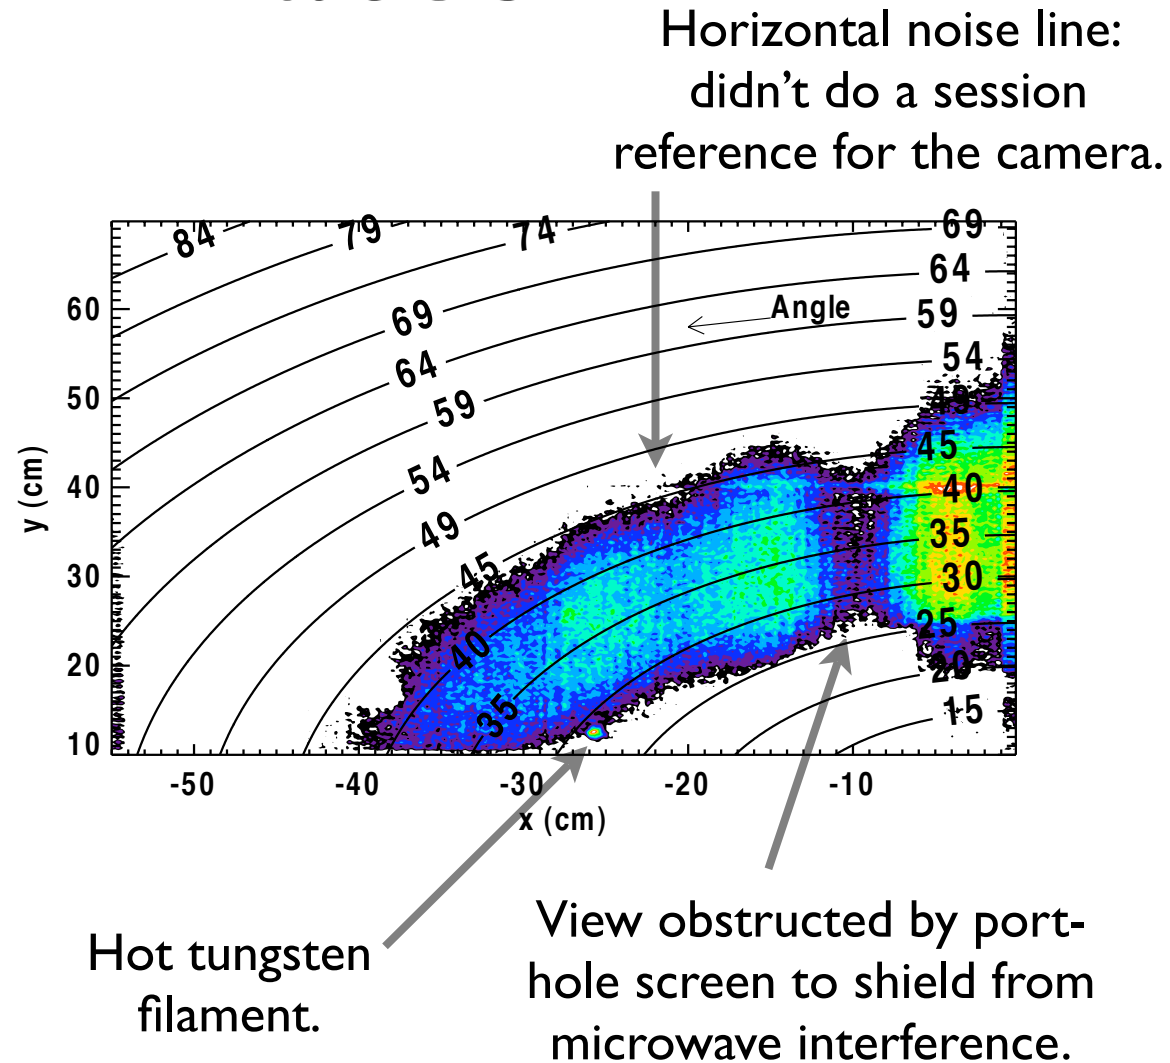 Horizontal noise line:
didn't do a session
reference for the camera.
84 79 74 69
64
Angle
59
54
49
45
40
35
30
25
20
15
69
64
59
54
49
45
40
35
60
50
40
30
20
10
y (cm)
-50 -40 -30 -20 -10
x (cm)
Hot tungsten
filament.
View obstructed by port-
hole screen to shield from
microwave interference.